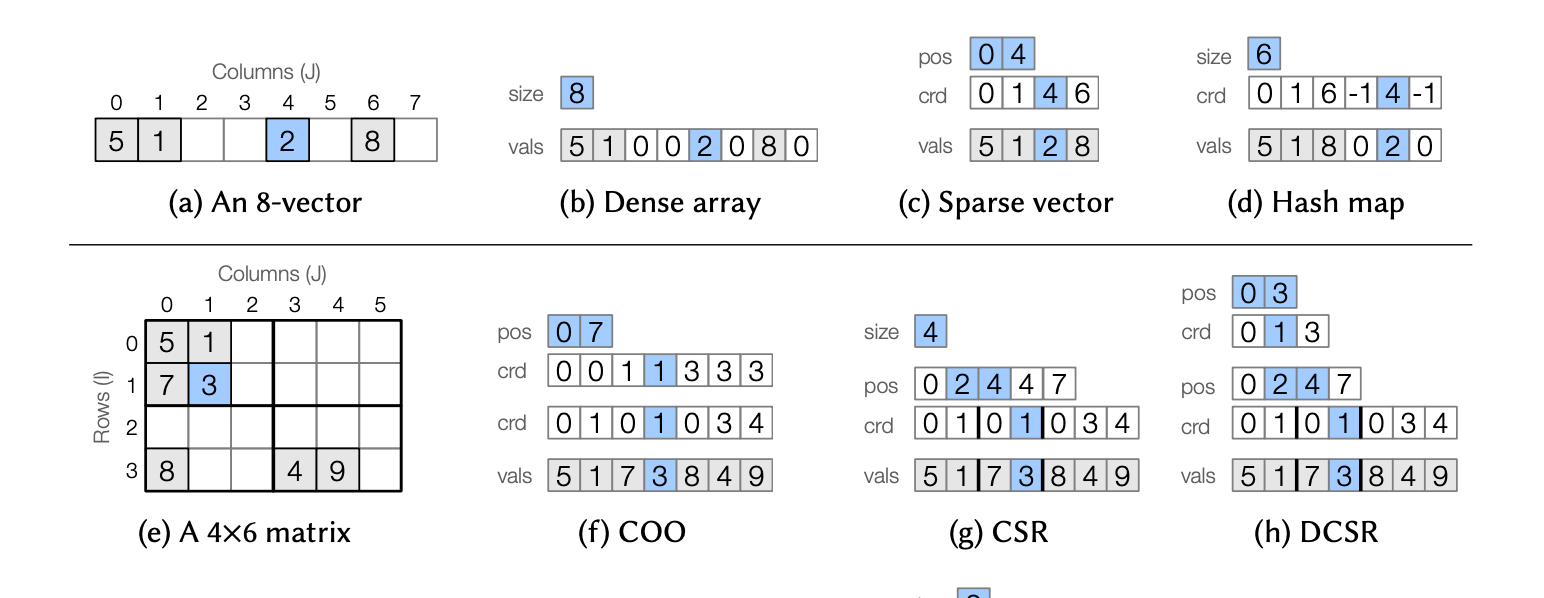 Columns (J)
0 1 2 3 4 5 6 7
5 1 2 8
(a) An 8-vector
size 8
vals 5 1 0 0 2 0 8 0
(b) Dense array
pos 0 4
crd 0 1 4 6
vals 5 1 2 8
(c) Sparse vector
size 6
crd 0 1 6 -1 4 -1
vals 5 1 8 0 2 0
(d) Hash map
Columns (J)
0 1 2 3 4 5
Rows (I)
0 5 1
1 7 3
2
3 8 4 9
(e) A 4×6 matrix
pos 0 7
crd 0 0 1 1 3 3 3
crd 0 1 0 1 0 3 4
vals 5 1 7 3 8 4 9
(f) COO
size 4
pos 0 2 4 4 7
crd 0 1 0 1 0 3 4
vals 5 1 7 3 8 4 9
(g) CSR
pos 0 3
crd 0 1 3
pos 0 2 4 7
crd 0 1 0 1 0 3 4
vals 5 1 7 3 8 4 9
(h) DCSR